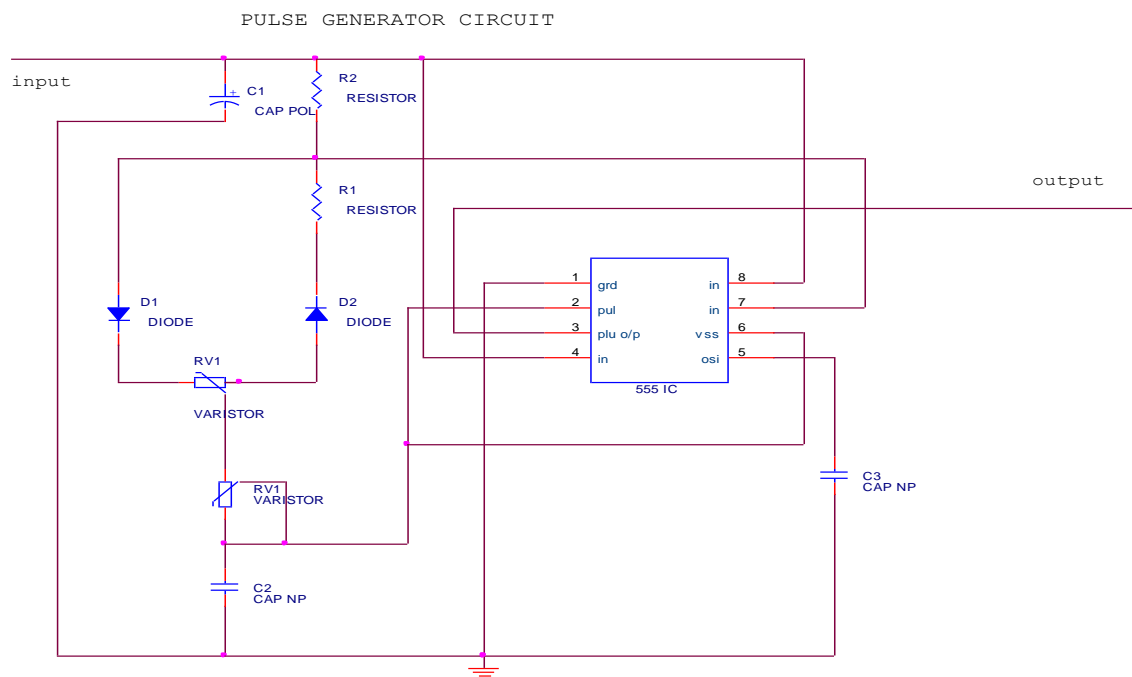 PULSE GENERATOR CIRCUIT
input
C1
+
CAP POL
R2
RESISTOR
R1
RESISTOR
output
D1
DIODE
D2
DIODE
RV1
VARISTOR
1 grd in 8
2 pul in 7
3 plu o/p vss 6
4 in osi 5
555 IC
RV1
VARISTOR
C3
CAP NP
C2
CAP NP